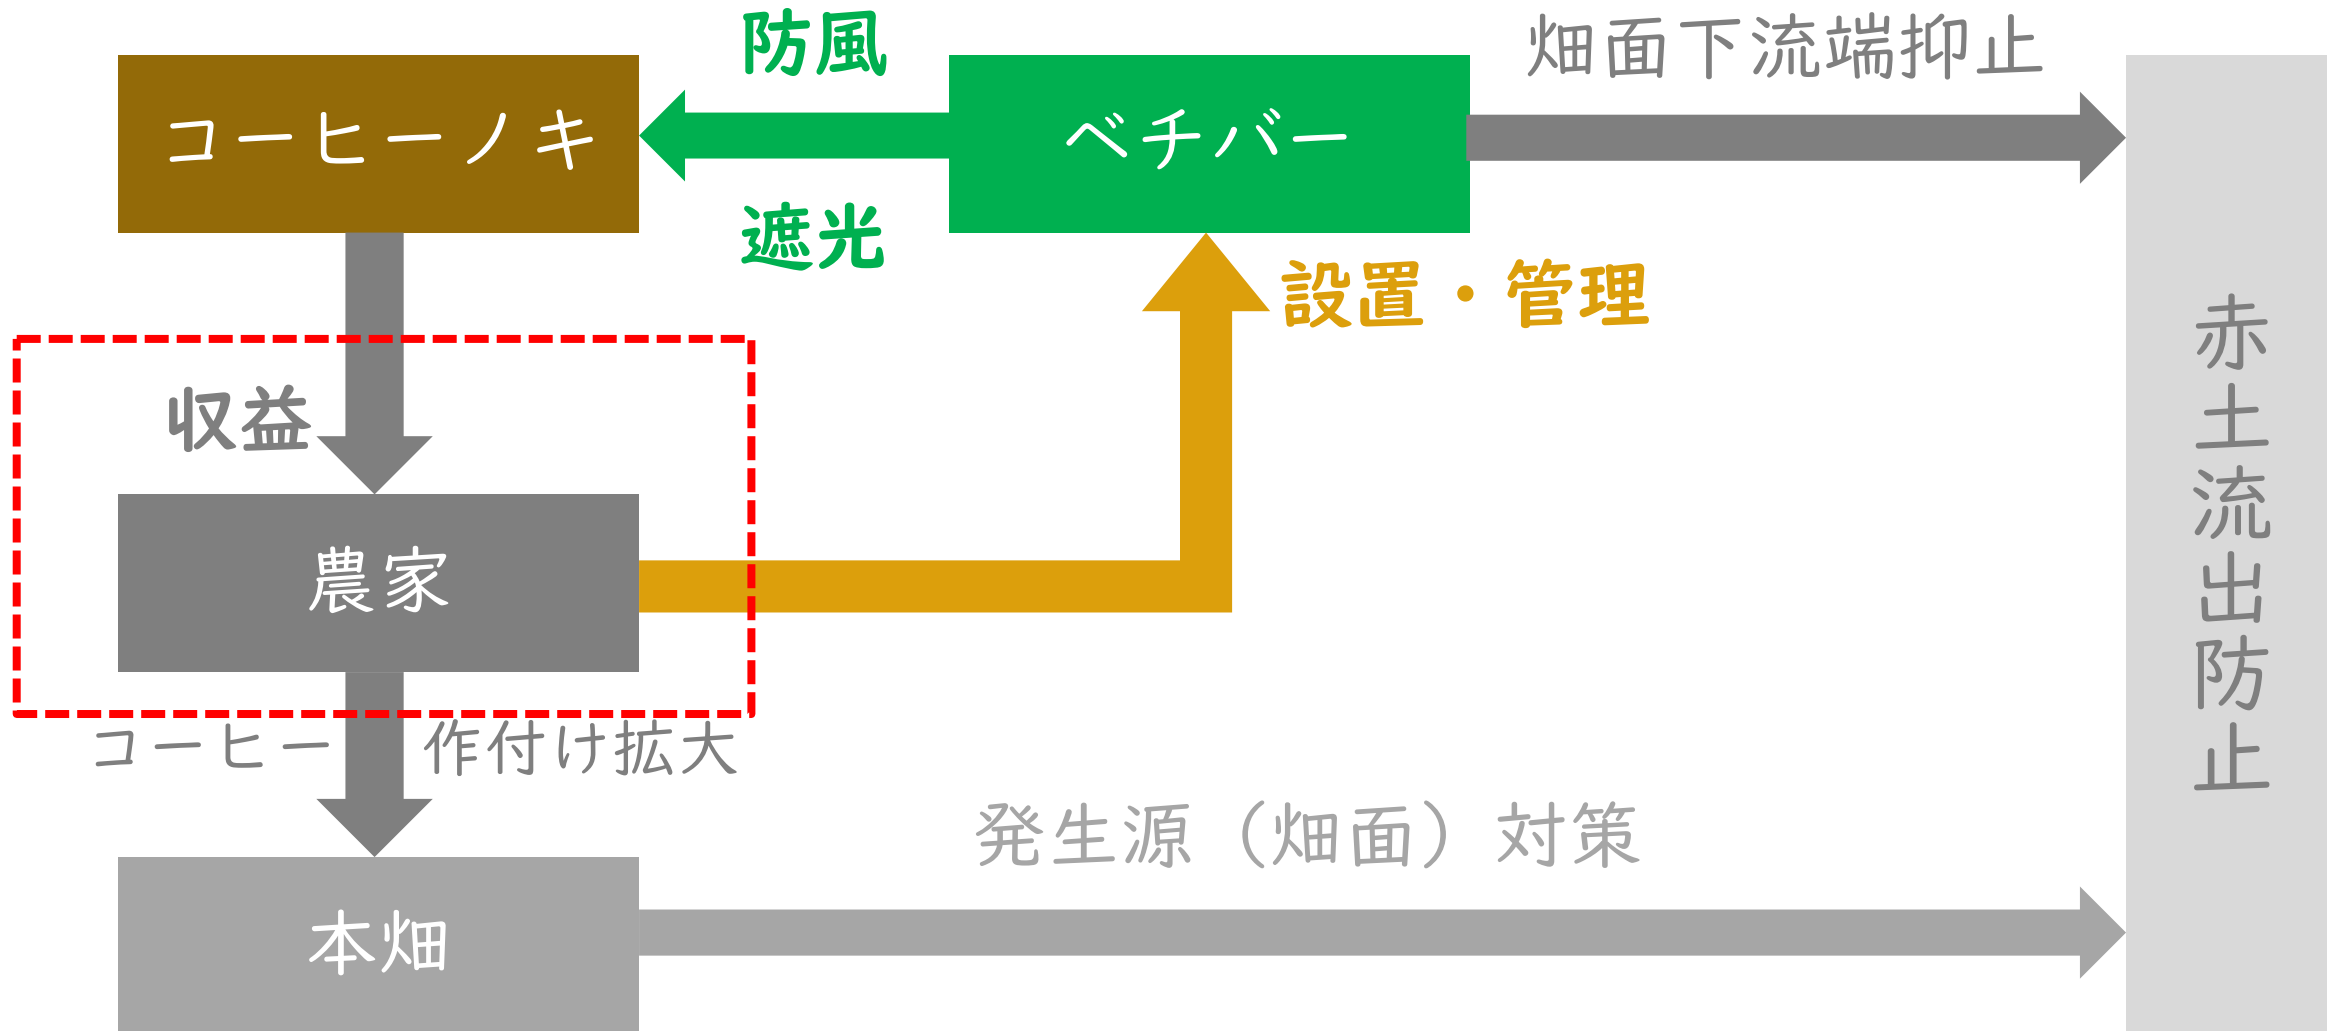 防風
畑面下流端抑止
コーヒーノキ
ベチバー
遮光
設置・管理
赤土流出防止
収益
農家
コーヒー 作付け拡大
発生源（畑面）対策
本畑